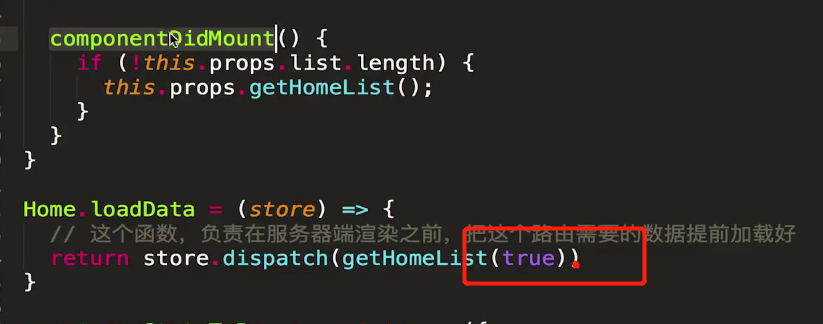 componentDidMount() {
if (!this.props.list.length) {
this.props.getHomeList();
}
}
}
Home.loadData = (store) => {
// 这个函数，负责在服务器端渲染之前，把这个路由需要的数据提前加载好
return store.dispatch(getHomeList(true))
}